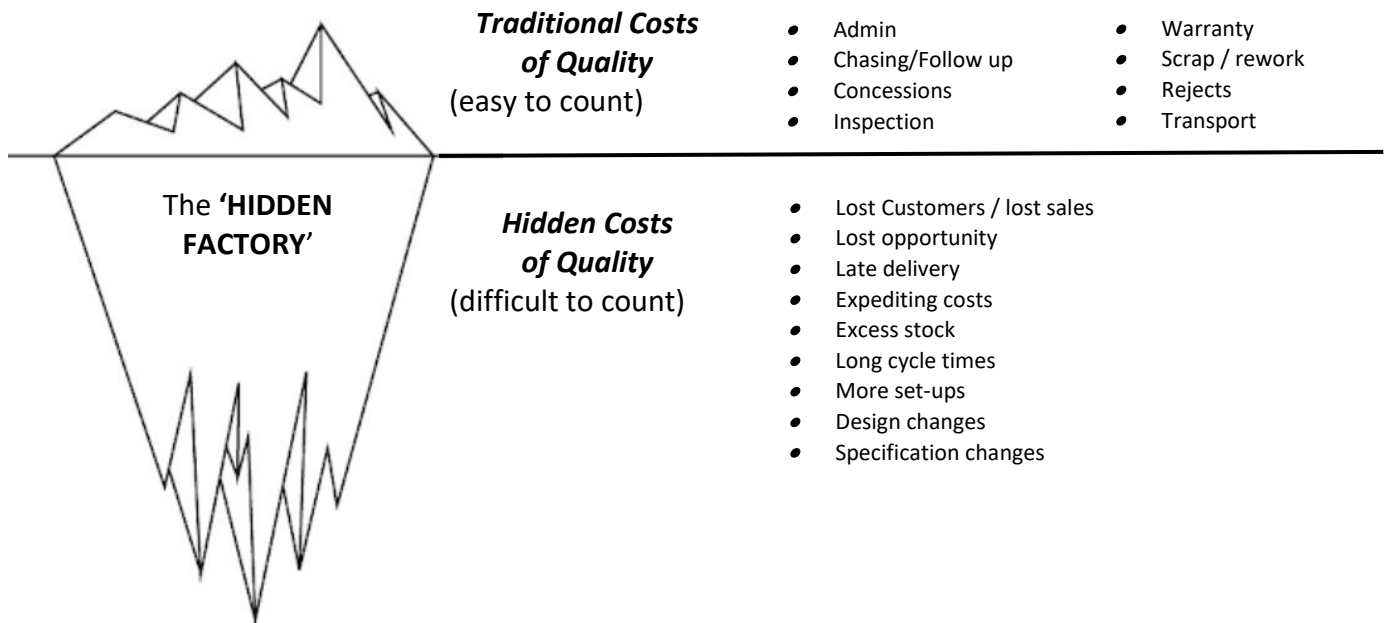 Traditional Costs
of Quality
(easy to count)
• Admin
• Chasing/Follow up
• Concessions
• Inspection
• Warranty
• Scrap / rework
• Rejects
• Transport
The ‘HIDDEN
FACTORY’
Hidden Costs
of Quality
(difficult to count)
• Lost Customers / lost sales
• Lost opportunity
• Late delivery
• Expediting costs
• Excess stock
• Long cycle times
• More set-ups
• Design changes
• Specification changes